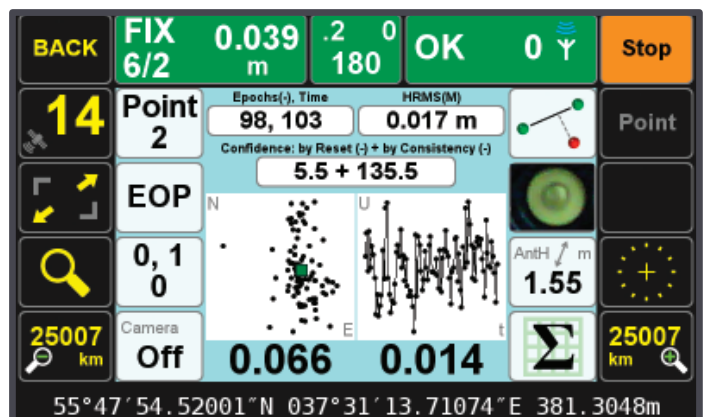 BACK
FIX 0.039 .2 0 OK 0 Stop
6/2 m 180
14
Point
2
Epochs(-), Time HRMS(M)
98, 103 0.017 m
Point
Confidence: by Reset (-) + by Consistency (-)
5.5 + 135.5
EOP
N U
0, 1
0
AntH m
1.55
E t
25007
km
Camera
Off
0.066 0.014
Σ
25007
km
55°47′54.52001″N 037°31′13.71074″E 381.3048m